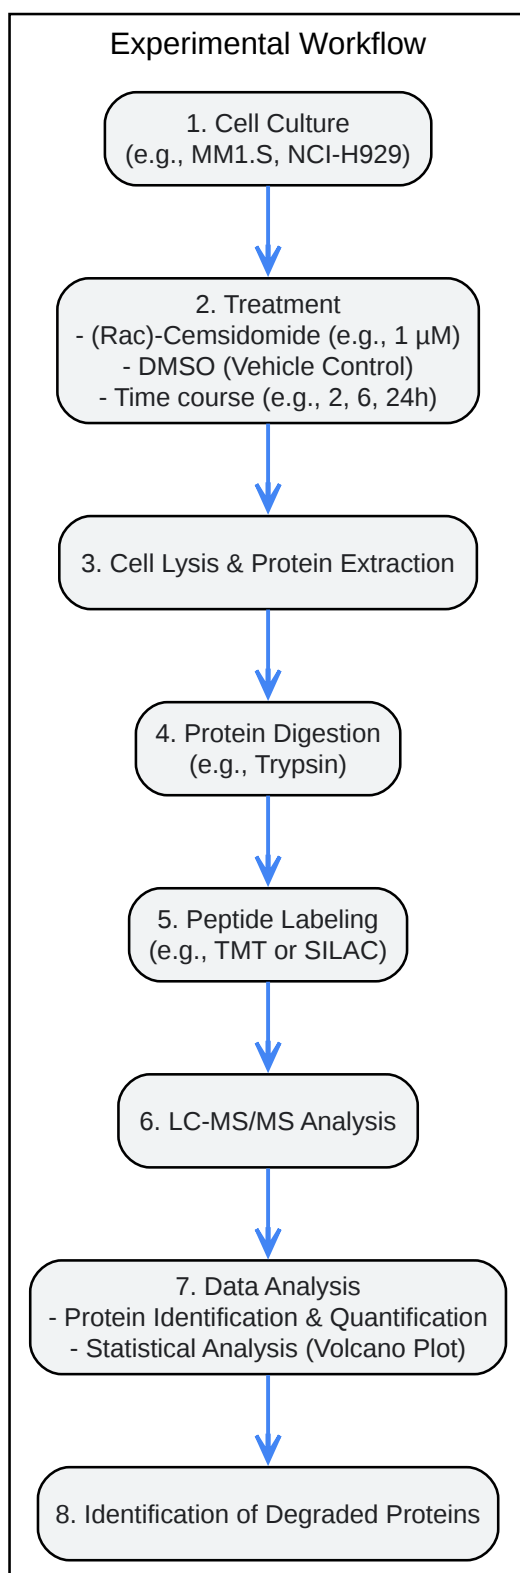 Experimental Workflow
1. Cell Culture
(e.g., MM1.S, NCI-H929)
2. Treatment
- (Rac)-Cemsidomide (e.g., 1 µM)
- DMSO (Vehicle Control)
- Time course (e.g., 2, 6, 24h)
3. Cell Lysis & Protein Extraction
4. Protein Digestion
(e.g., Trypsin)
5. Peptide Labeling
(e.g., TMT or SILAC)
6. LC-MS/MS Analysis
7. Data Analysis
- Protein Identification & Quantification
- Statistical Analysis (Volcano Plot)
8. Identification of Degraded Proteins